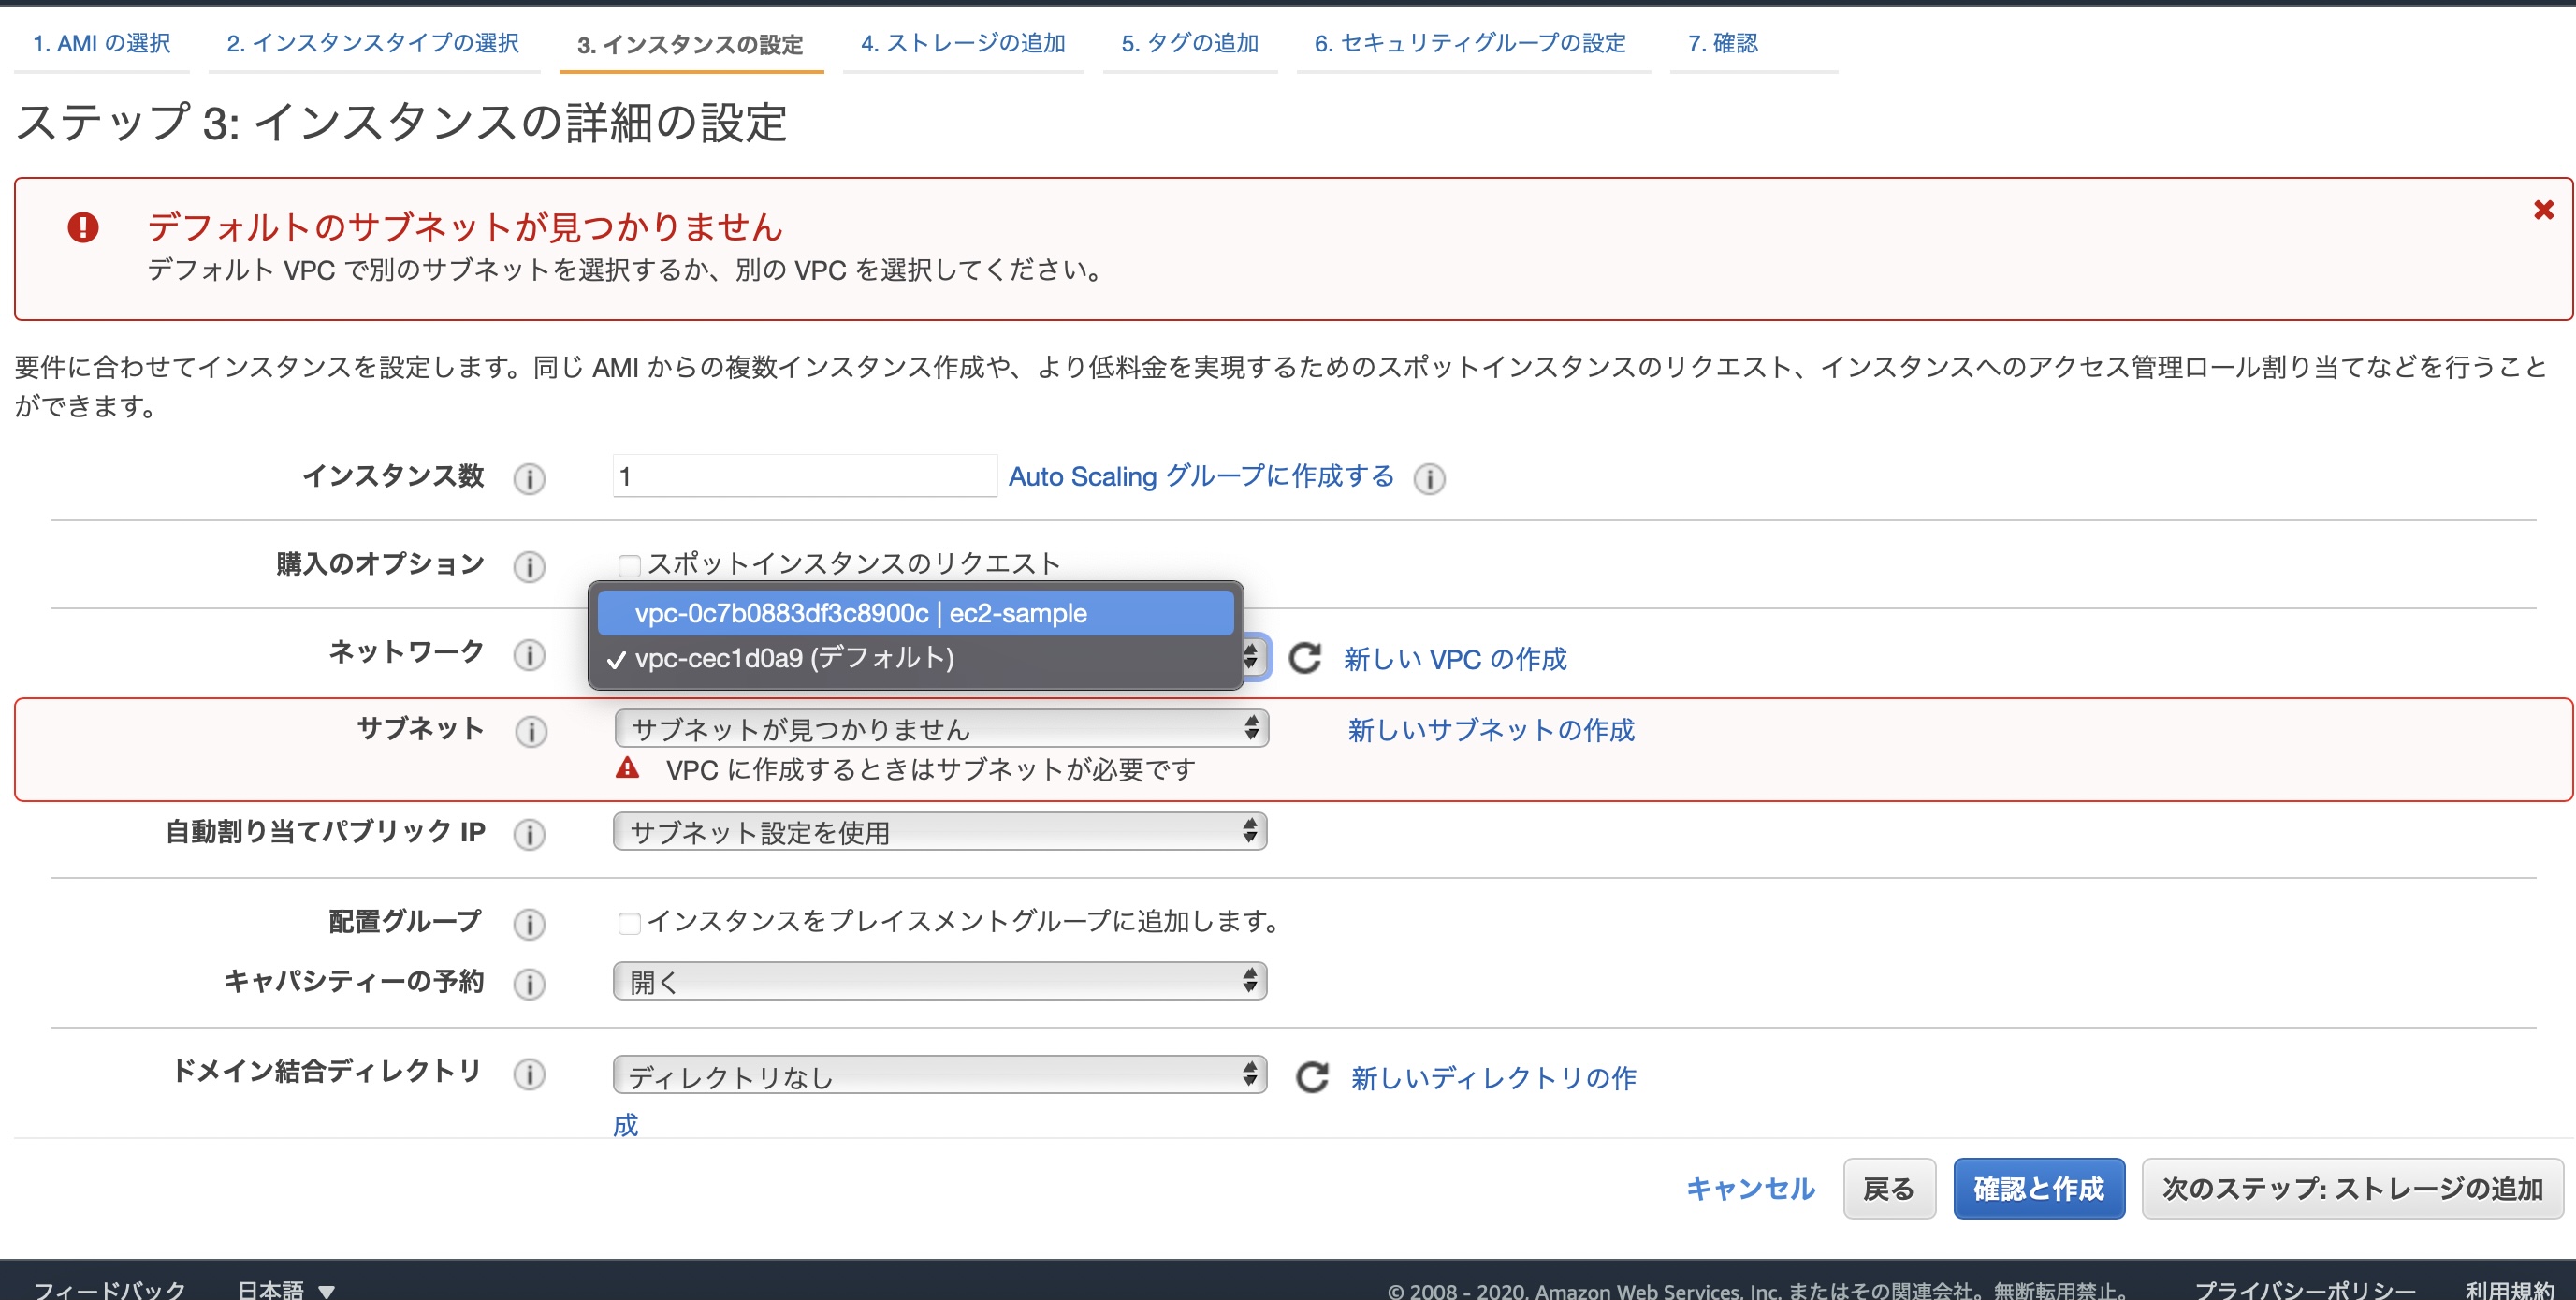 1. AMI の選択
2. インスタンスタイプの選択
3. インスタンスの設定
4. ストレージの追加
5. タグの追加
6. セキュリティグループの設定
7. 確認
ステップ 3: インスタンスの詳細の設定
デフォルトのサブネットが見つかりません
デフォルト VPC で別のサブネットを選択するか、別の VPC を選択してください。
要件に合わせてインスタンスを設定します。同じ AMI からの複数インスタンス作成や、より低料金を実現するためのスポットインスタンスのリクエスト、インスタンスへのアクセス管理ロール割り当てなどを行うこと
ができます。
インスタンス数
1
Auto Scaling グループに作成する
購入のオプション
スポットインスタンスのリクエスト
ネットワーク
vpc-0c7b0883df3c8900c | ec2-sample
vpc-cec1d0a9 (デフォルト)
新しい VPC の作成
サブネット
サブネットが見つかりません
新しいサブネットの作成
VPC に作成するときはサブネットが必要です
自動割り当てパブリック IP
サブネット設定を使用
配置グループ
インスタンスをプレイスメントグループに追加します。
キャパシティーの予約
開く
ドメイン結合ディレクトリ
ディレクトリなし
新しいディレクトリの作
成
キャンセル
戻る
確認と作成
次のステップ: ストレージの追加
フィードバック
日本語
© 2008 - 2020, Amazon Web Services, Inc. またはその関連会社。無断転用禁止。
プライバシーポリシー
利用規約